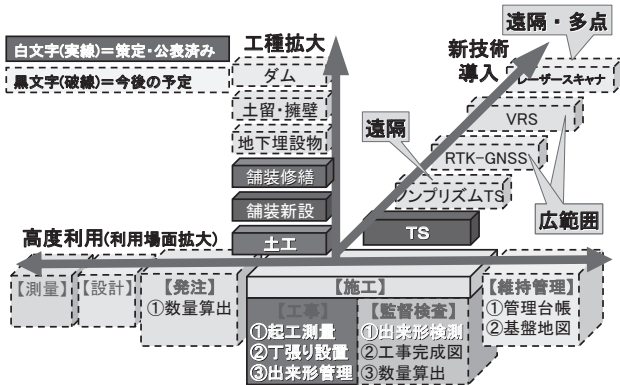 遠隔・多点
白文字(実線)＝策定・公表済み
工種拡大
新技術
導入
黒文字(破線)＝今後の予定
ダム
レーザースキャナ
土留・擁壁
VRS
遠隔
地下埋設物
RTK-GNSS
舗装修繕
ノンプリズムTS
舗装新設
広範囲
TS
高度利用(利用場面拡大)
土工
【測量】
【設計】
【発注】
①数量算出
【施工】
【工事】
①起工測量
②丁張り設置
③出来形管理
【監督検査】
①出来形検測
②工事完成図
③数量算出
【維持管理】
①管理台帳
②基盤地図